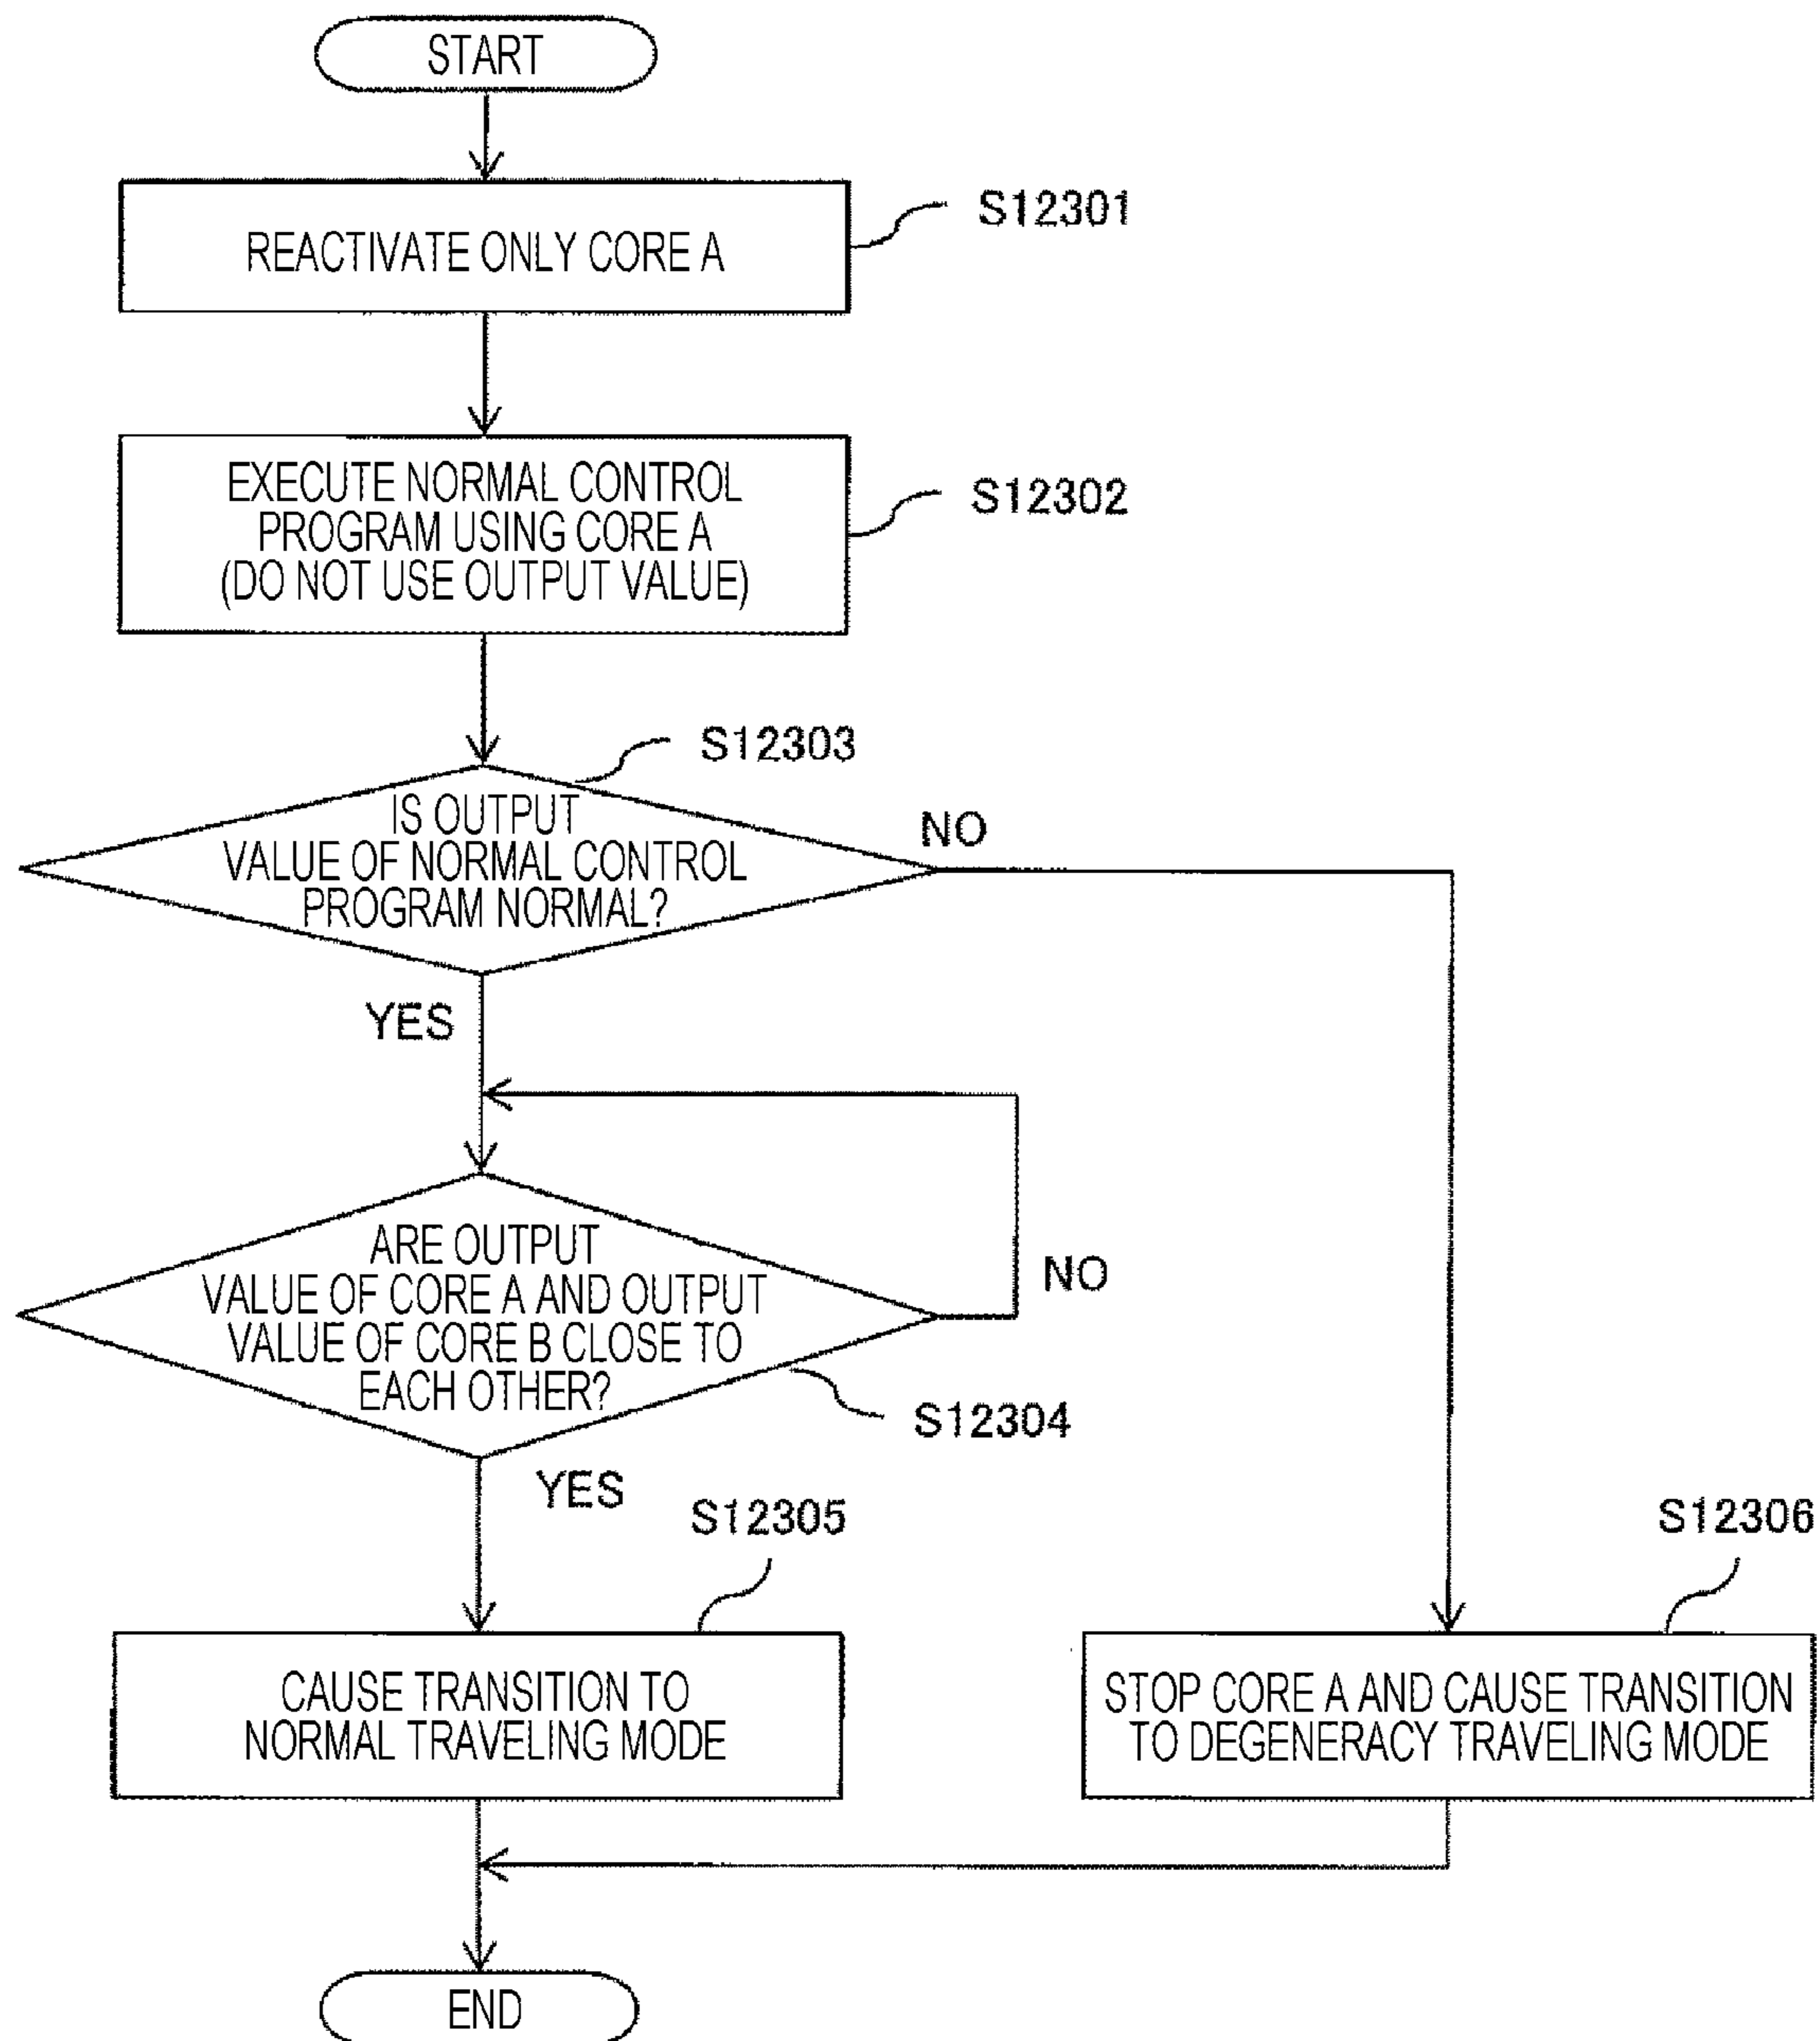 START
REACTIVATE ONLY CORE A
S12301
EXECUTE NORMAL CONTROL
PROGRAM USING CORE A
(DO NOT USE OUTPUT VALUE)
S12302
S12303
IS OUTPUT
VALUE OF NORMAL CONTROL
PROGRAM NORMAL?
NO
YES
ARE OUTPUT
VALUE OF CORE A AND OUTPUT
VALUE OF CORE B CLOSE TO
EACH OTHER?
NO
S12304
YES
S12305
S12306
CAUSE TRANSITION TO
NORMAL TRAVELING MODE
STOP CORE A AND CAUSE TRANSITION
TO DEGENERACY TRAVELING MODE
END